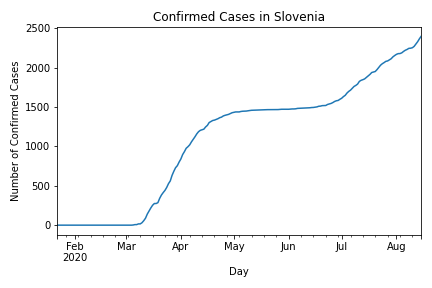 Confirmed Cases in Slovenia
Number of Confirmed Cases
2500
2000
1500
1000
500
0
Feb Mar Apr May Jun Jul Aug
2020
Day